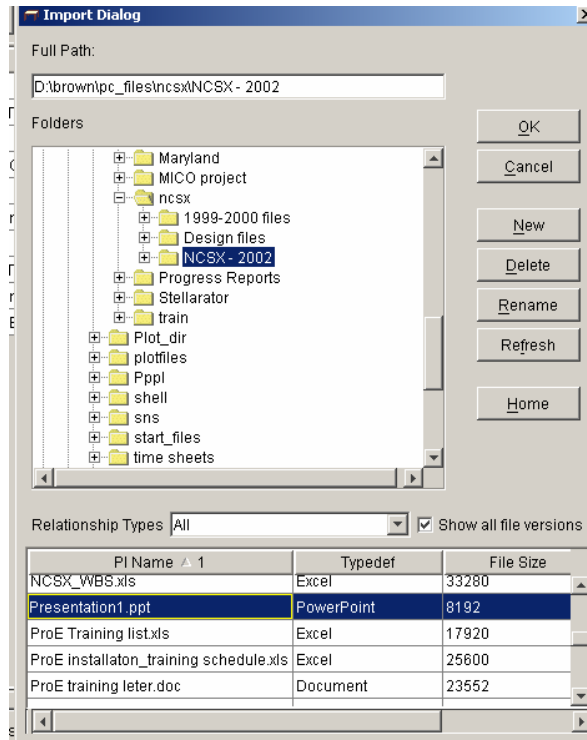 Import Dialog
Full Path:
D:\brown\pc_files\ncsx\NCSX - 2002
Folders
OK
Cancel
New
Delete
Rename
Refresh
Home
Maryland
MICO project
ncsx
1999-2000 files
Design files
NCSX - 2002
Progress Reports
Stellarator
train
Plot_dir
plotfiles
Pppl
shell
sns
start_files
time sheets
Relationship Types All Show all file versions
PI Name 1 Typedef File Size
NCSX_WBS.xls Excel 33280
Presentation1.ppt PowerPoint 8192
ProE Training list.xls Excel 17920
ProE installaton_training schedule.xls Excel 25600
ProE training leter.doc Document 23552